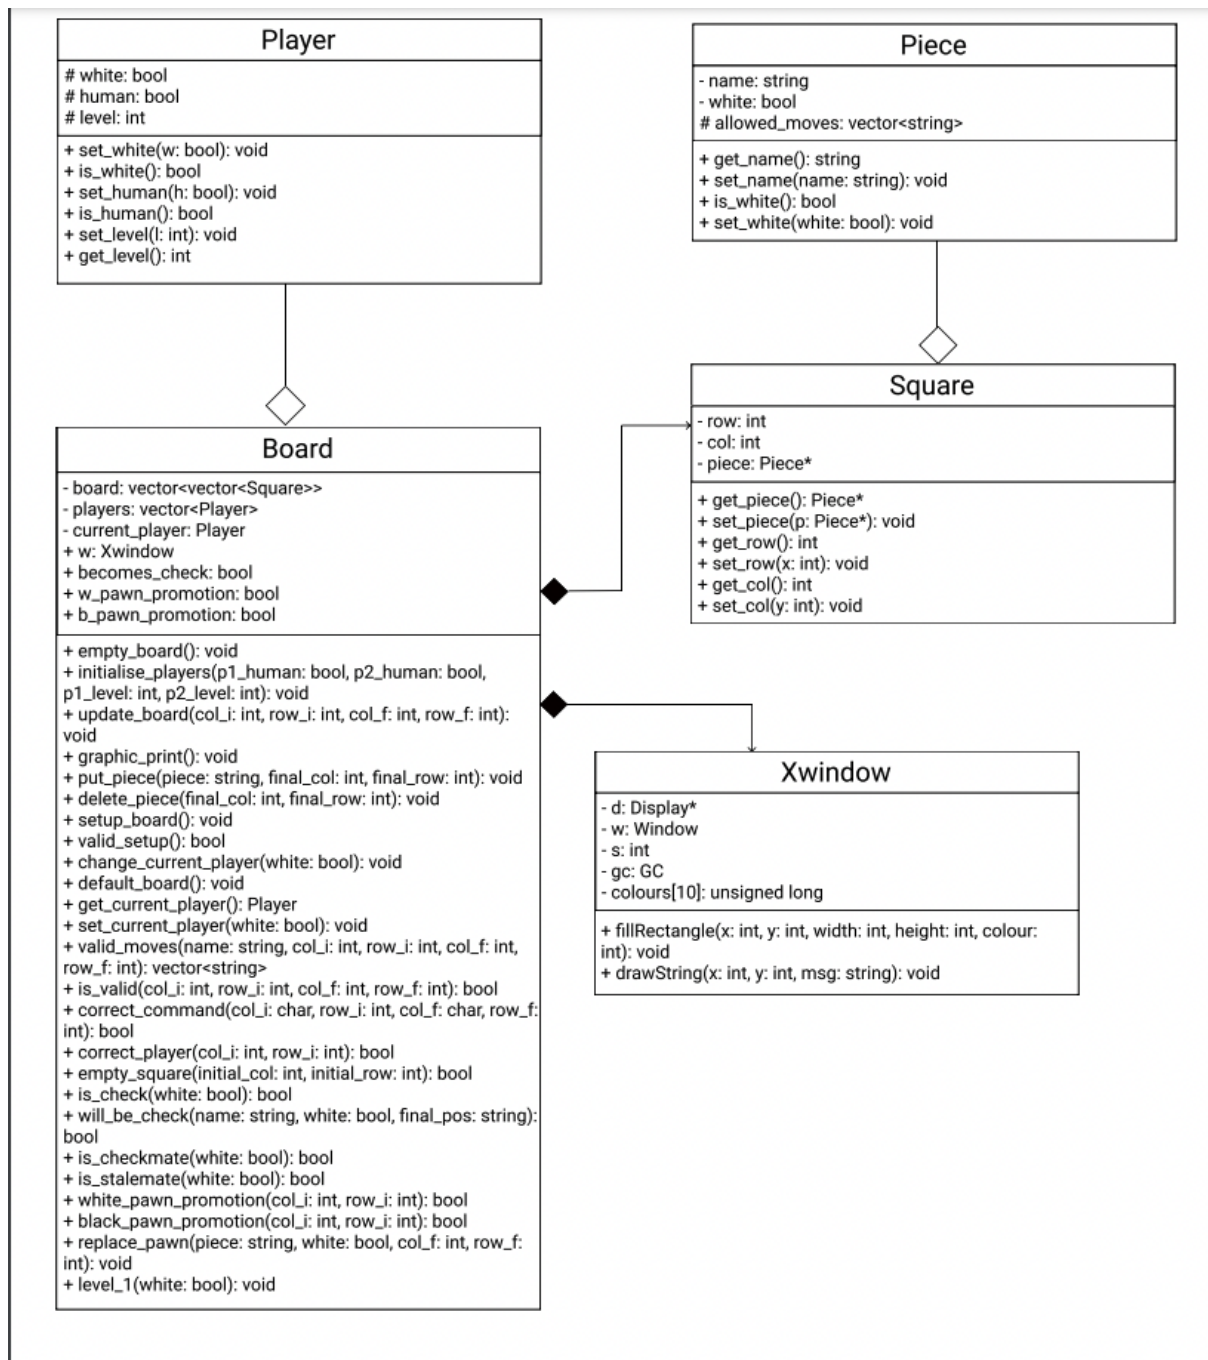 Player
# white: bool
# human: bool
# level: int
+ set_white(w: bool): void
+ is_white(): bool
+ set_human(h: bool): void
+ is_human(): bool
+ set_level(l: int): void
+ get_level(): int
Piece
- name: string
- white: bool
# allowed_moves: vector<string>
+ get_name(): string
+ set_name(name: string): void
+ is_white(): bool
+ set_white(white: bool): void
Board
- board: vector<vector<Square>>
- players: vector<Player>
- current_player: Player
+ w: Xwindow
+ becomes_check: bool
+ w_pawn_promotion: bool
+ b_pawn_promotion: bool
+ empty_board(): void
+ initialise_players(p1_human: bool, p2_human: bool,
p1_level: int, p2_level: int): void
+ update_board(col_i: int, row_i: int, col_f: int, row_f: int):
void
+ graphic_print(): void
+ put_piece(piece: string, final_col: int, final_row: int): void
+ delete_piece(final_col: int, final_row: int): void
+ setup_board(): void
+ valid_setup(): bool
+ change_current_player(white: bool): void
+ default_board(): void
+ get_current_player(): Player
+ set_current_player(white: bool): void
+ valid_moves(name: string, col_i: int, row_i: int, col_f: int,
row_f: int): vector<string>
+ is_valid(col_i: int, row_i: int, col_f: int, row_f: int): bool
+ correct_command(col_i: char, row_i: int, col_f: char, row_f:
int): bool
+ correct_player(col_i: int, row_i: int): bool
+ empty_square(initial_col: int, initial_row: int): bool
+ is_check(white: bool): bool
+ will_be_check(name: string, white: bool, final_pos: string):
bool
+ is_checkmate(white: bool): bool
+ is_stalemate(white: bool): bool
+ white_pawn_promotion(col_i: int, row_i: int): bool
+ black_pawn_promotion(col_i: int, row_i: int): bool
+ replace_pawn(piece: string, white: bool, col_f: int, row_f:
int): void
+ level_1(white: bool): void
Square
- row: int
- col: int
- piece: Piece*
+ get_piece(): Piece*
+ set_piece(p: Piece*): void
+ get_row(): int
+ set_row(x: int): void
+ get_col(): int
+ set_col(y: int): void
Xwindow
- d: Display*
- w: Window
- s: int
- gc: GC
- colours[10]: unsigned long
+ fillRectangle(x: int, y: int, width: int, height: int, colour:
int): void
+ drawString(x: int, y: int, msg: string): void